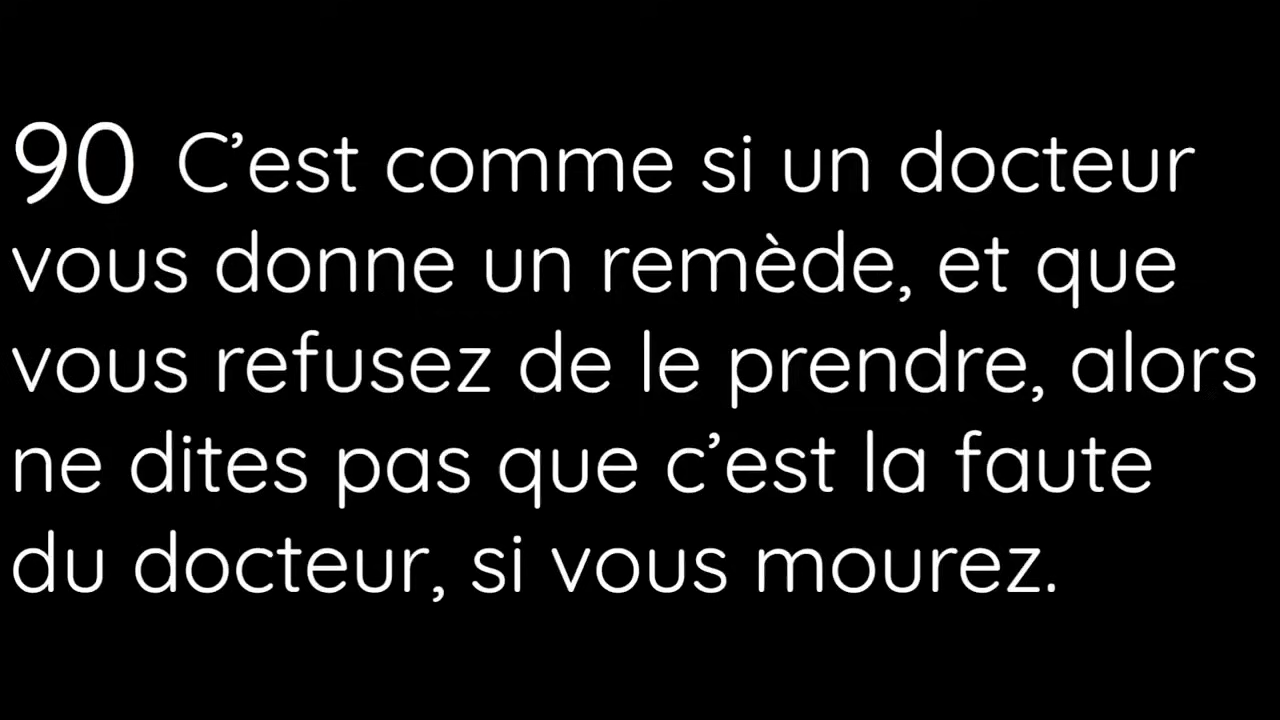 90 C’est comme si un docteur
vous donne un remède, et que
vous refusez de le prendre, alors
ne dites pas que c’est la faute
du docteur, si vous mourez.